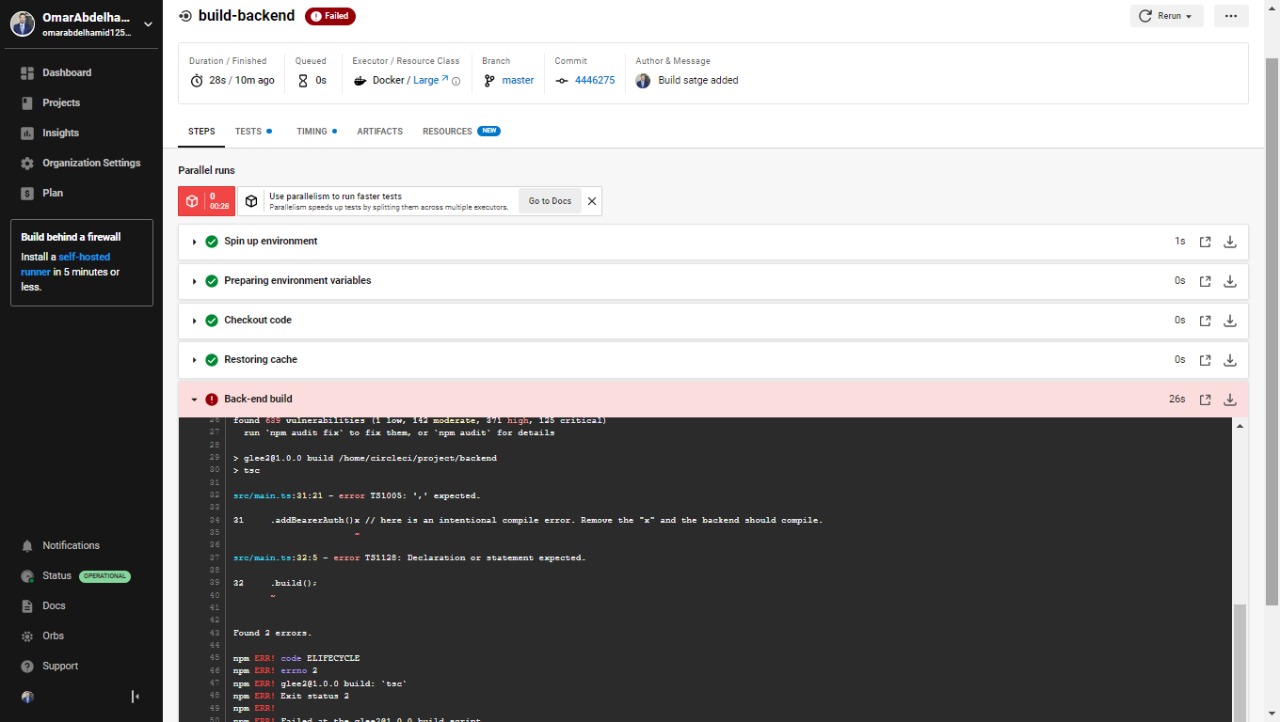 OmarAbdelha...
omarabdelhamid125...
Dashboard
Projects
Insights
Organization Settings
Plan
Build behind a firewall
Install a self-hosted
runner in 5 minutes or
less.
Notifications
Status OPERATIONAL
Docs
Orbs
Support
build-backend Failed
Rerun
Duration / Finished
28s / 10m ago
Queued
0s
Executor / Resource Class
Docker / Large
Branch
master
Commit
4446275
Author & Message
Build satge added
STEPS TESTS TIMING ARTIFACTS RESOURCES NEW
Parallel runs
0
00:28
Use parallelism to run faster tests
Parallelism speeds up tests by splitting them across multiple executors.
Go to Docs
Spin up environment 1s
Preparing environment variables 0s
Checkout code 0s
Restoring cache 0s
Back-end build 26s
26 found 639 vulnerabilities (1 low, 142 moderate, 371 high, 125 critical)
27 run `npm audit fix` to fix them, or `npm audit` for details
28
29 > glee2@1.0.0 build /home/circleci/project/backend
30 > tsc
31
32 src/main.ts:31:21 - error TS1005: ',' expected.
33
34 31 .addBearerAuth()x // here is an intentional compile error. Remove the "x" and the backend should compile.
35 ~
36
37 src/main.ts:32:5 - error TS1128: Declaration or statement expected.
38
39 32 .build();
40 ~
41
42
43 Found 2 errors.
44
45 npm ERR! code ELIFECYCLE
46 npm ERR! errno 2
47 npm ERR! glee2@1.0.0 build: `tsc`
48 npm ERR! Exit status 2
49 npm ERR!
50 npm ERR! Failed at the glee2@1.0.0 build script.